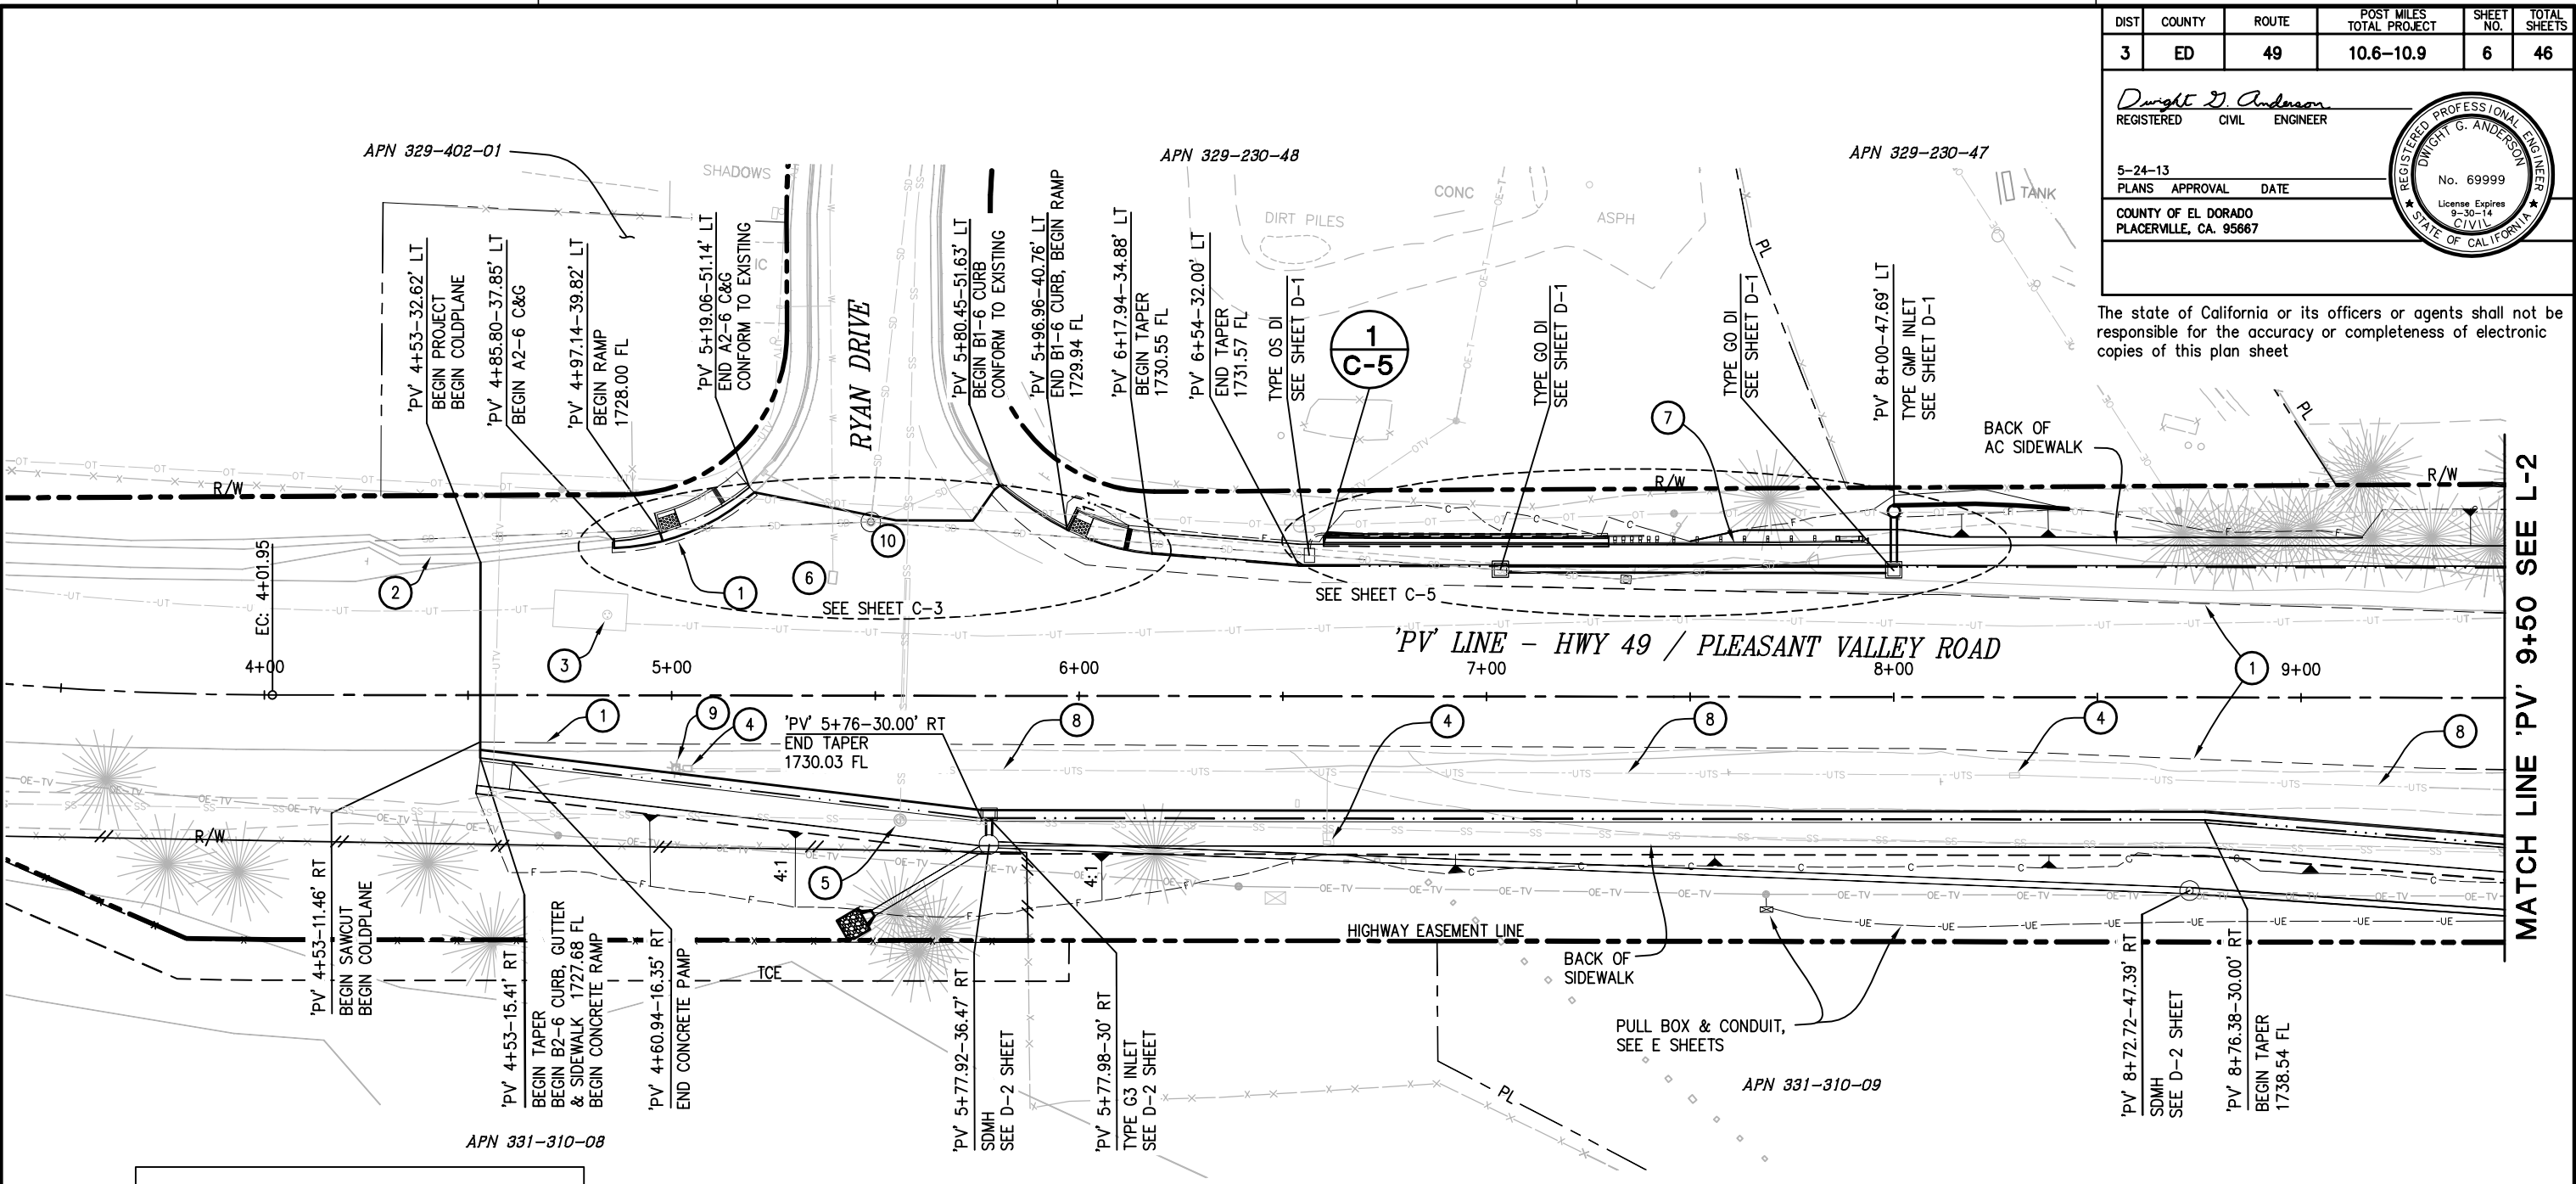 DIST COUNTY ROUTE POST MILES TOTAL PROJECT SHEET NO. TOTAL SHEETS
3 ED 49 10.6-10.9 6 46
Dwight G. Anderson
REGISTERED CIVIL ENGINEER
5-24-13
PLANS APPROVAL DATE
COUNTY OF EL DORADO
PLACERVILLE, CA. 95667
REGISTERED PROFESSIONAL ENGINEER
DWIGHT G. ANDERSON
No. 69999
License Expires
9-30-14
CIVIL
STATE OF CALIFORNIA
The state of California or its officers or agents shall not be
responsible for the accuracy or completeness of electronic
copies of this plan sheet
APN 329-402-01
APN 329-230-48
APN 329-230-47
SHADOWS
DIRT PILES
CONC
ASPH
TANK
PL
PL
'PV' 4+53-32.62' LT
BEGIN PROJECT
BEGIN COLDPLANE
'PV' 4+85.80-37.85' LT
BEGIN A2-6 C&G
'PV' 4+97.14-39.82' LT
BEGIN RAMP
1728.00 FL
'PV' 5+19.06-51.14' LT
END A2-6 C&G
CONFORM TO EXISTING
RYAN DRIVE
'PV' 5+80.45-51.63' LT
BEGIN B1-6 CURB
CONFORM TO EXISTING
'PV' 5+96.96-40.76' LT
END B1-6 CURB, BEGIN RAMP
1729.94 FL
'PV' 6+17.94-34.88' LT
BEGIN TAPER
1730.55 FL
'PV' 6+54-32.00' LT
END TAPER
1731.57 FL
TYPE OS DI
SEE SHEET D-1
1
C-5
TYPE GO DI
SEE SHEET D-1
7
TYPE GO DI
SEE SHEET D-1
'PV' 8+00-47.69' LT
TYPE GMP INLET
SEE SHEET D-1
BACK OF
AC SIDEWALK
R/W
R/W
R/W
10
2
6
1
SEE SHEET C-3
SEE SHEET C-5
3
EC: 4+01.95
'PV' LINE - HWY 49 / PLEASANT VALLEY ROAD
4+00 5+00 6+00 7+00 8+00 9+00
1
MATCH LINE 'PV' 9+50 SEE L-2
1
9
4
'PV' 5+76-30.00' RT
END TAPER
1730.03 FL
8
4
8
4
8
R/W
4:1
5
4:1
HIGHWAY EASEMENT LINE
TCE
BACK OF
SIDEWALK
'PV' 4+53-11.46' RT
BEGIN SAWCUT
BEGIN COLDPLANE
'PV' 4+53-15.41' RT
BEGIN TAPER
BEGIN B2-6 CURB, GUTTER
& SIDEWALK 1727.68 FL
BEGIN CONCRETE RAMP
'PV' 4+60.94-16.35' RT
END CONCRETE PAMP
'PV' 5+77.92-36.47' RT
SDMH
SEE D-2 SHEET
'PV' 5+77.98-30' RT
TYPE G3 INLET
SEE D-2 SHEET
PULL BOX & CONDUIT,
SEE E SHEETS
'PV' 8+72.72-47.39' RT
SDMH
SEE D-2 SHEET
'PV' 8+76.38-30.00' RT
BEGIN TAPER
1738.54 FL
PL
APN 331-310-09
APN 331-310-08